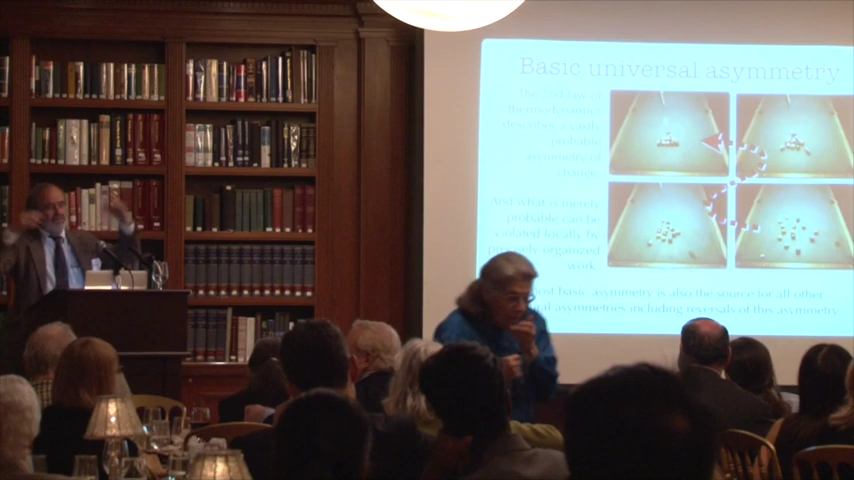 Basic universal asymmetry
The 2nd law of
thermodynamics
describes a vastly
probable
asymmetry of
change.
And what is merely
probable can be
violated locally by
properly organized
work.
most basic asymmetry is also the source for all other
asymmetries including reversals of this asymmetry